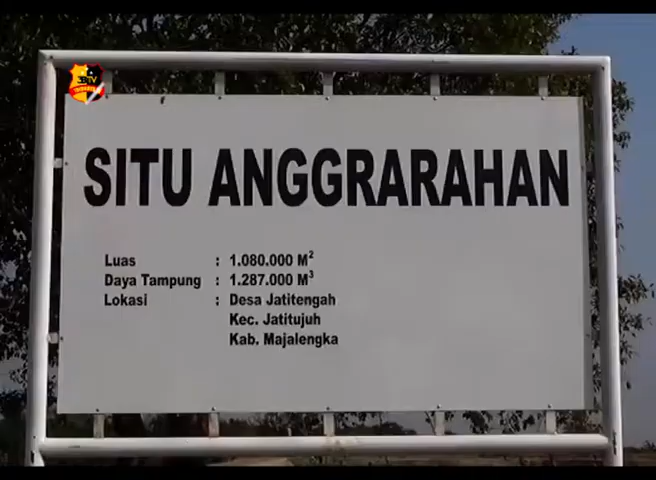 SITU ANGGRARAHAN
Luas : 1.080.000 M²
Daya Tampung : 1.287.000 M³
Lokasi : Desa Jatitengah
Kec. Jatitujuh
Kab. Majalengka